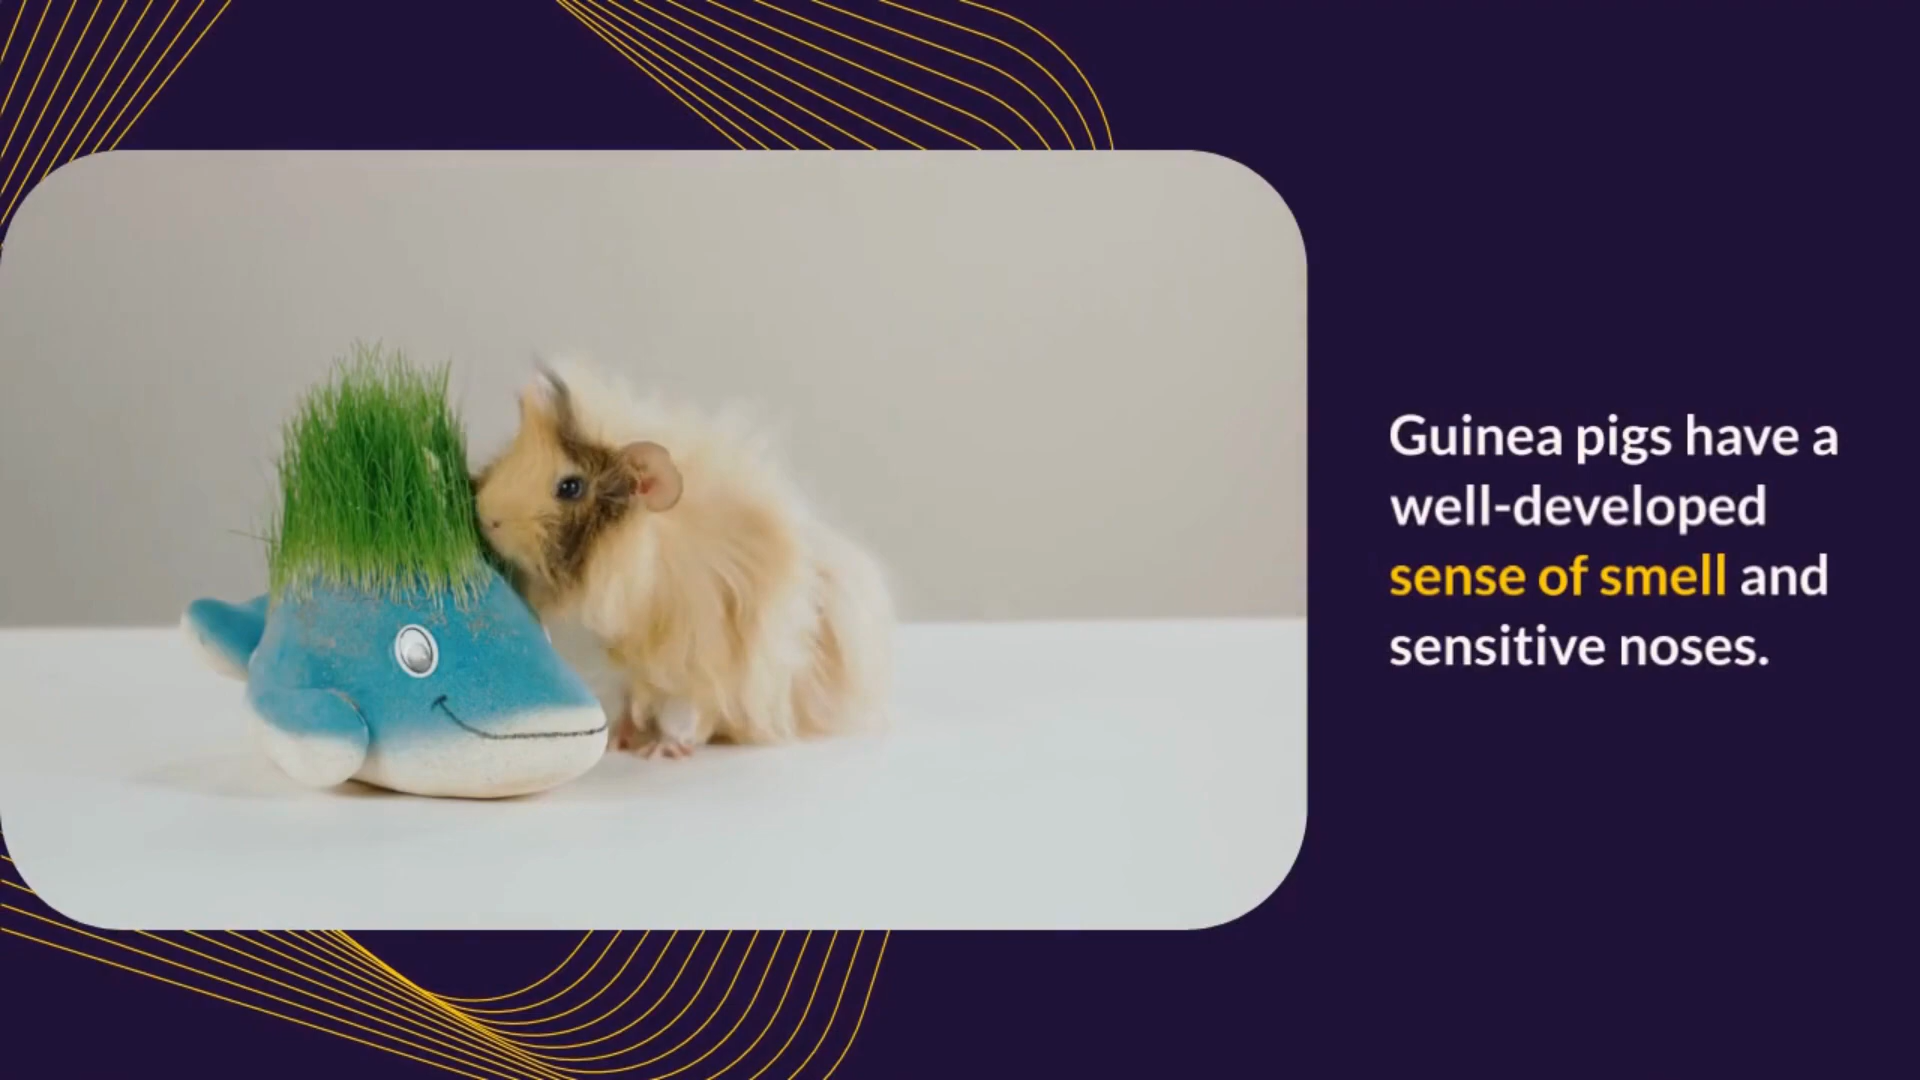 Guinea pigs have a
well-developed
sense of smell and
sensitive noses.